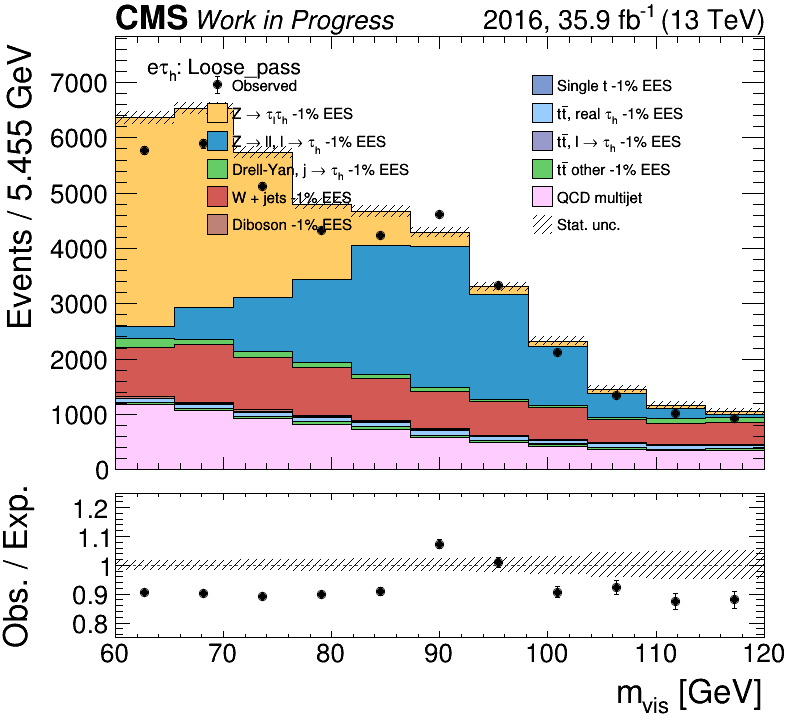 CMS Work in Progress 2016, 35.9 fb⁻¹ (13 TeV)
eτₕ: Loose_pass
Observed
Z → τₗτₕ -1% EES
Z → ll, l → τₕ -1% EES
Drell-Yan, j → τₕ -1% EES
W + jets -1% EES
Diboson -1% EES
Single t -1% EES
tt̄, real τₕ -1% EES
tt̄, l → τₕ -1% EES
tt̄ other -1% EES
QCD multijet
Stat. unc.
Events / 5.455 GeV
7000
6000
5000
4000
3000
2000
1000
0
Obs. / Exp.
1.2
1.1
1
0.9
0.8
60 70 80 90 100 110 120
m_vis [GeV]